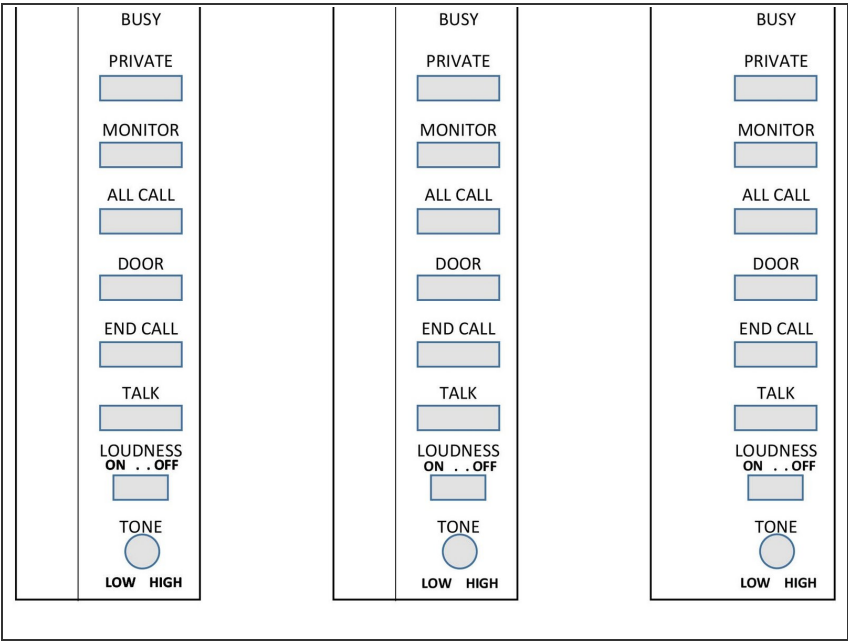 BUSY
PRIVATE
MONITOR
ALL CALL
DOOR
END CALL
TALK
LOUDNESS
ON . . OFF
TONE
LOW HIGH
BUSY
PRIVATE
MONITOR
ALL CALL
DOOR
END CALL
TALK
LOUDNESS
ON . . OFF
TONE
LOW HIGH
BUSY
PRIVATE
MONITOR
ALL CALL
DOOR
END CALL
TALK
LOUDNESS
ON . . OFF
TONE
LOW HIGH